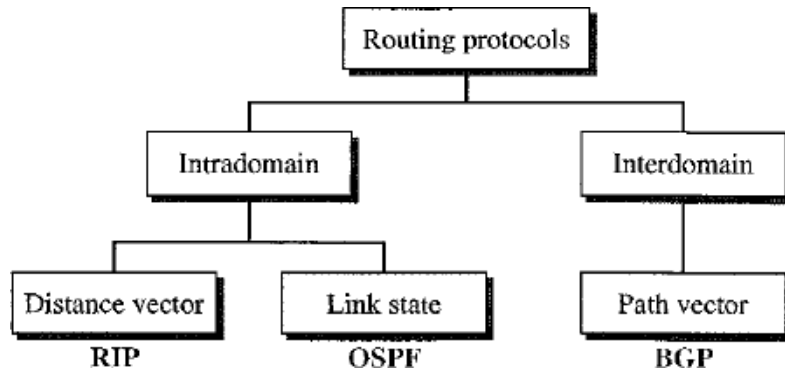 Routing protocols
Intradomain
Interdomain
Distance vector
Link state
Path vector
RIP
OSPF
BGP